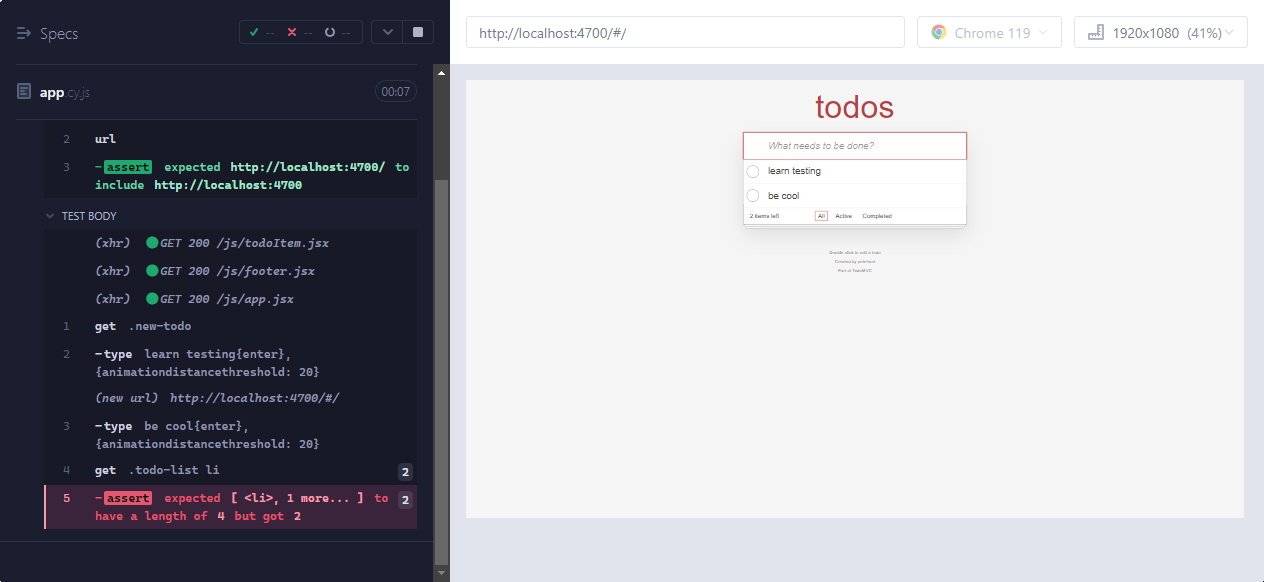 Specs
-- -- --
app.cy.js
00:07
2 url
3 -assert expected http://localhost:4700/ to
include http://localhost:4700
TEST BODY
(xhr) GET 200 /js/todoItem.jsx
(xhr) GET 200 /js/footer.jsx
(xhr) GET 200 /js/app.jsx
1 get .new-todo
2 -type learn testing{enter},
{animationdistancethreshold: 20}
(new url) http://localhost:4700/#/
3 -type be cool{enter},
{animationdistancethreshold: 20}
4 get .todo-list li 2
5 -assert expected [ <li>, 1 more... ] to 2
have a length of 4 but got 2
http://localhost:4700/#/
Chrome 119
1920x1080 (41%)
todos
What needs to be done?
learn testing
be cool
2 items left All Active Completed
Double-click to edit a todo
Created by petehunt
Part of TodoMVC